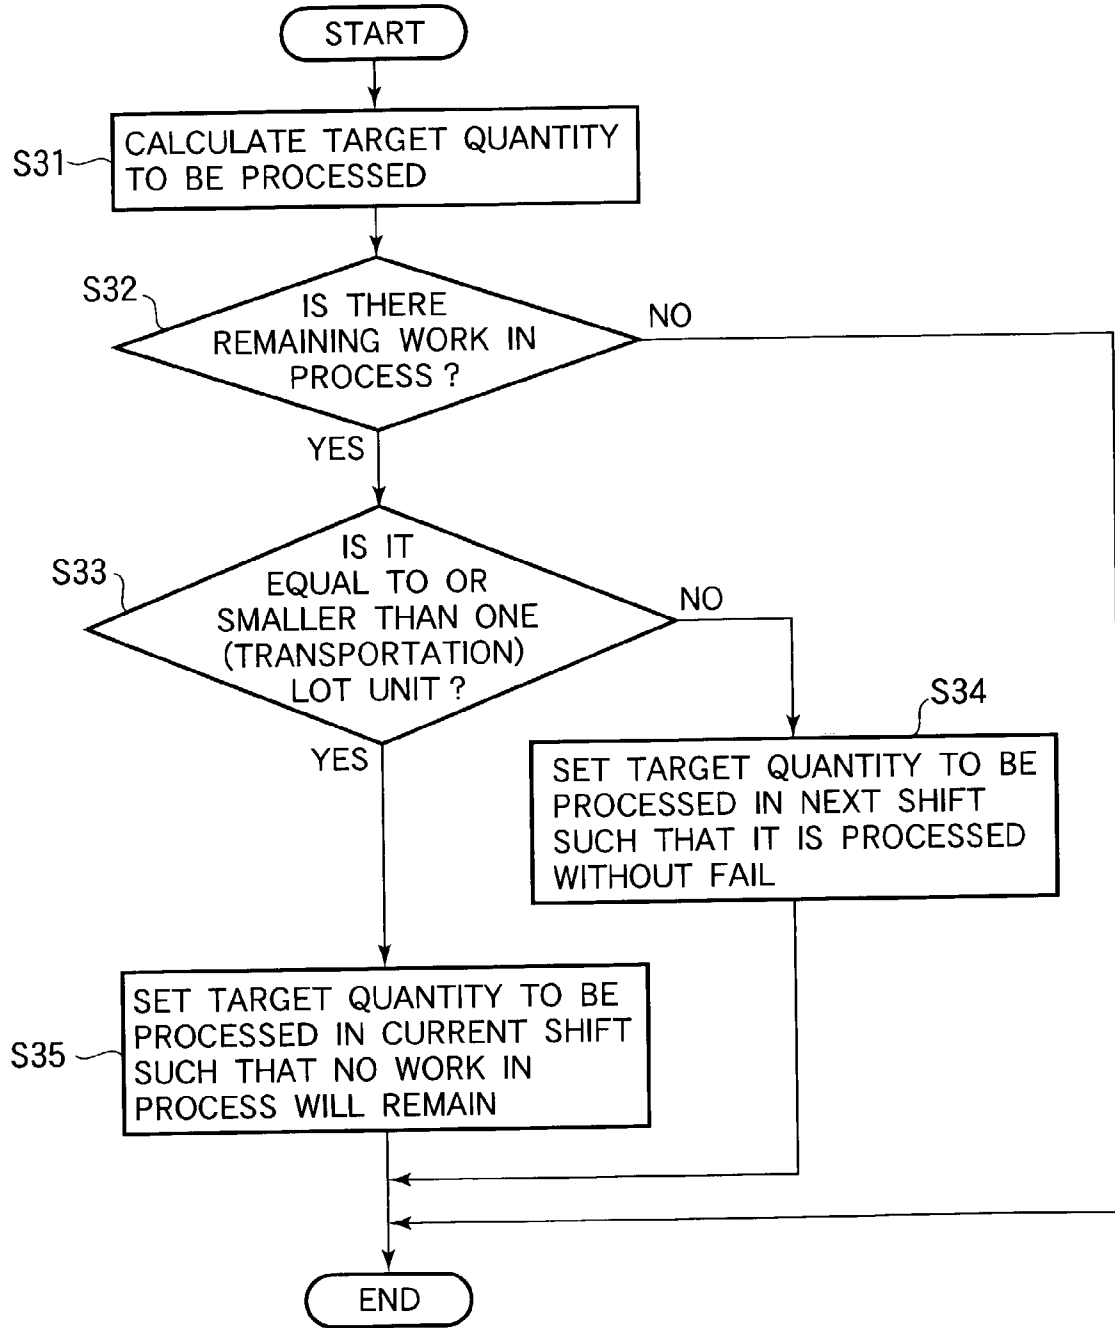 START
S31
CALCULATE TARGET QUANTITY
TO BE PROCESSED
S32
IS THERE
REMAINING WORK IN
PROCESS?
NO
YES
S33
IS IT
EQUAL TO OR
SMALLER THAN ONE
(TRANSPORTATION)
LOT UNIT?
NO
YES
S34
SET TARGET QUANTITY TO BE
PROCESSED IN NEXT SHIFT
SUCH THAT IT IS PROCESSED
WITHOUT FAIL
S35
SET TARGET QUANTITY TO BE
PROCESSED IN CURRENT SHIFT
SUCH THAT NO WORK IN
PROCESS WILL REMAIN
END